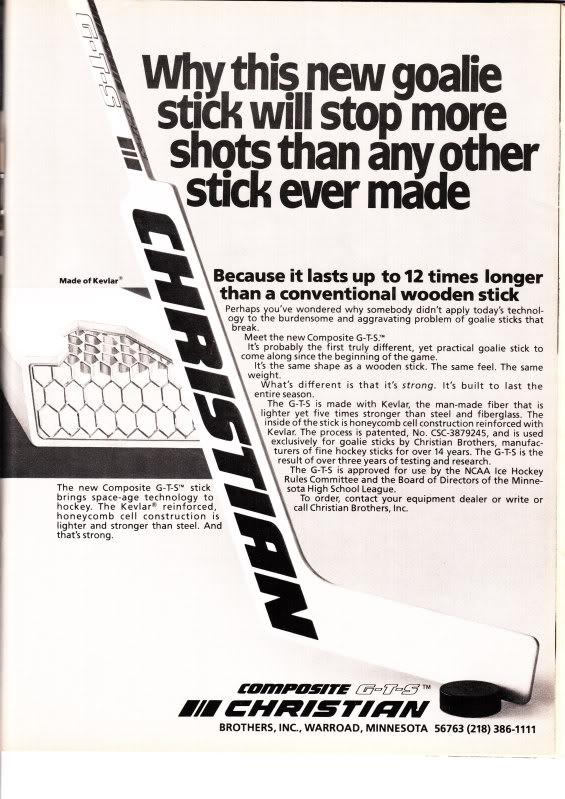 G-T-S
Why this new goalie
stick will stop more
shots than any other
stick ever made
CHRISTIAN
Made of Kevlar®
Because it lasts up to 12 times longer
than a conventional wooden stick
Perhaps you've wondered why somebody didn't apply today's technol-
ogy to the burdensome and aggravating problem of goalie sticks that
break.
Meet the new Composite G-T-S.™
It's probably the first truly different, yet practical goalie stick to
come along since the beginning of the game.
It's the same shape as a wooden stick. The same feel. The same
weight.
What's different is that it's strong. It's built to last the
entire season.
The G-T-S is made with Kevlar, the man-made fiber that is
lighter yet five times stronger than steel and fiberglass. The
inside of the stick is honeycomb cell construction reinforced with
Kevlar. The process is patented, No. CSC-3879245, and is used
exclusively for goalie sticks by Christian Brothers, manufac-
turers of fine hockey sticks for over 14 years. The G-T-S is the
result of over three years of testing and research.
The G-T-S is approved for use by the NCAA Ice Hockey
Rules Committee and the Board of Directors of the Minne-
sota High School League.
To order, contact your equipment dealer or write or
call Christian Brothers, Inc.
The new Composite G-T-S™ stick
brings space-age technology to
hockey. The Kevlar® reinforced,
honeycomb cell construction is
lighter and stronger than steel. And
that's strong.
COMPOSITE G-T-S™
CHRISTIAN
BROTHERS, INC., WARROAD, MINNESOTA 56763 (218) 386-1111